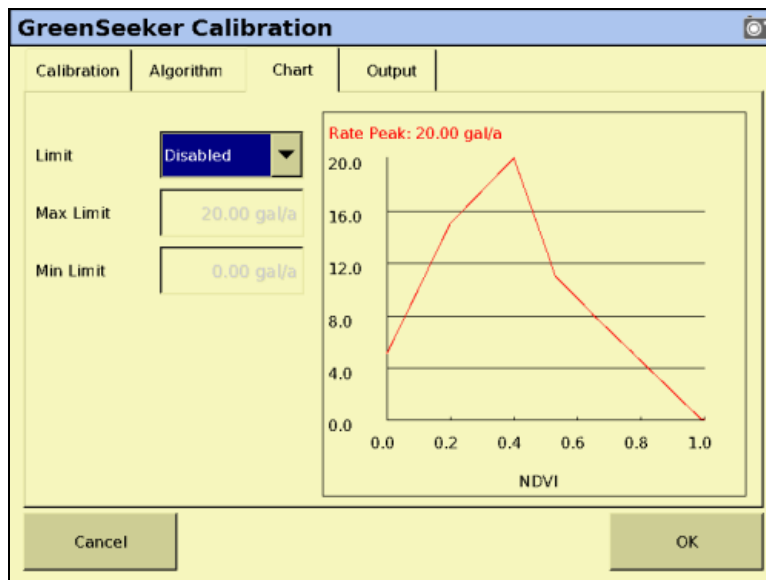 GreenSeeker Calibration
Calibration
Algorithm
Chart
Output
Limit
Disabled
Max Limit
20.00 gal/a
Min Limit
0.00 gal/a
Rate Peak: 20.00 gal/a
20.0
16.0
12.0
8.0
4.0
0.0
0.0 0.2 0.4 0.6 0.8 1.0
NDVI
Cancel
OK